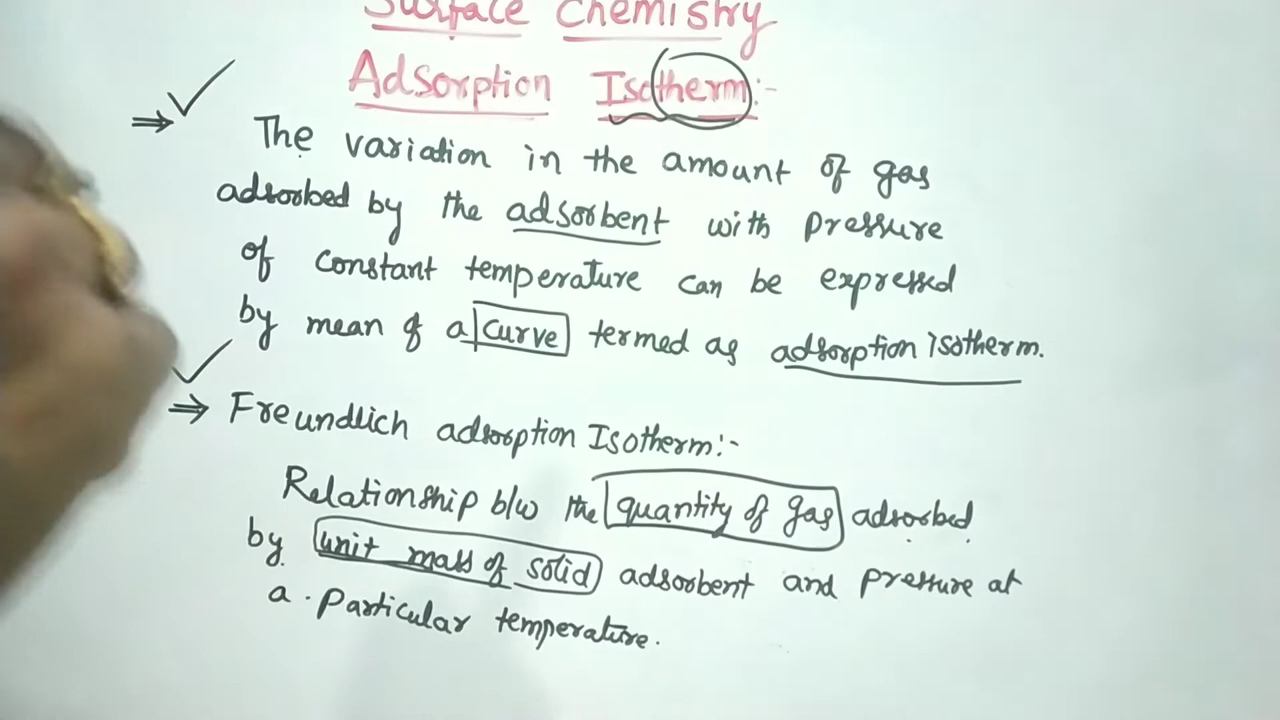 Surface Chemistry
Adsorption Isotherm:-
⇒ The variation in the amount of gas
adsorbed by the adsorbent with pressure
of constant temperature can be expressed
by mean of a curve termed as adsorption isotherm.
⇒ Freundlich adsorption Isotherm:-
Relationship b/w the quantity of gas adsorbed
by unit mass of solid adsorbent and pressure at
a particular temperature.